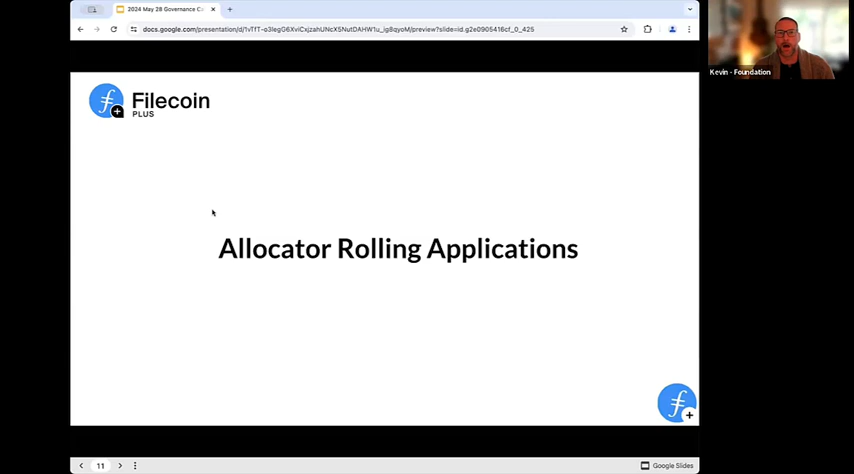 2024 May 28 Governance Ca
docs.google.com/presentation/d/1vTfT-o3legG6XviCxjzahUNcX5NutDAHW1u_ig8qyoM/preview?slide=id.g2e0905416cf_0_425
Kevin - Foundation
Filecoin
PLUS
Allocator Rolling Applications
11
Google Slides